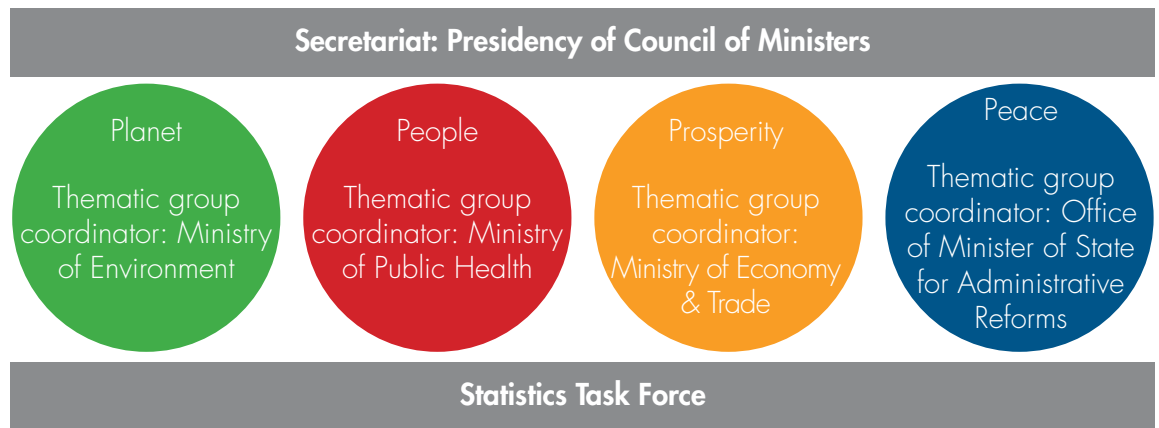 Secretariat: Presidency of Council of Ministers
Planet
Thematic group
coordinator: Ministry
of Environment
People
Thematic group
coordinator: Ministry
of Public Health
Prosperity
Thematic group
coordinator:
Ministry of Economy
& Trade
Peace
Thematic group
coordinator: Office
of Minister of State
for Administrative
Reforms
Statistics Task Force